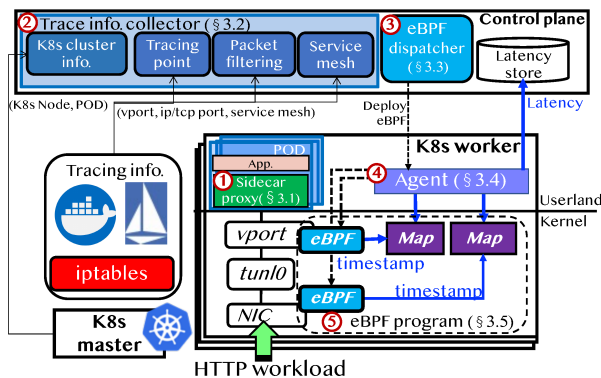 ② Trace info. collector (§3.2)
K8s cluster
info.
Tracing
point
Packet
filtering
Service
mesh
③ eBPF
dispatcher
(§3.3)
Control plane
Latency
store
(K8s Node, POD)
(vport, ip/tcp port, service mesh)
Deploy
eBPF
Latency
Tracing info.
iptables
K8s
master
K8s worker
POD
App.
① Sidecar
proxy(§3.1)
④ Agent (§3.4)
Userland
Kernel
vport
eBPF
Map
Map
timestamp
tunl0
eBPF
timestamp
NIC
⑤ eBPF program (§3.5)
HTTP workload